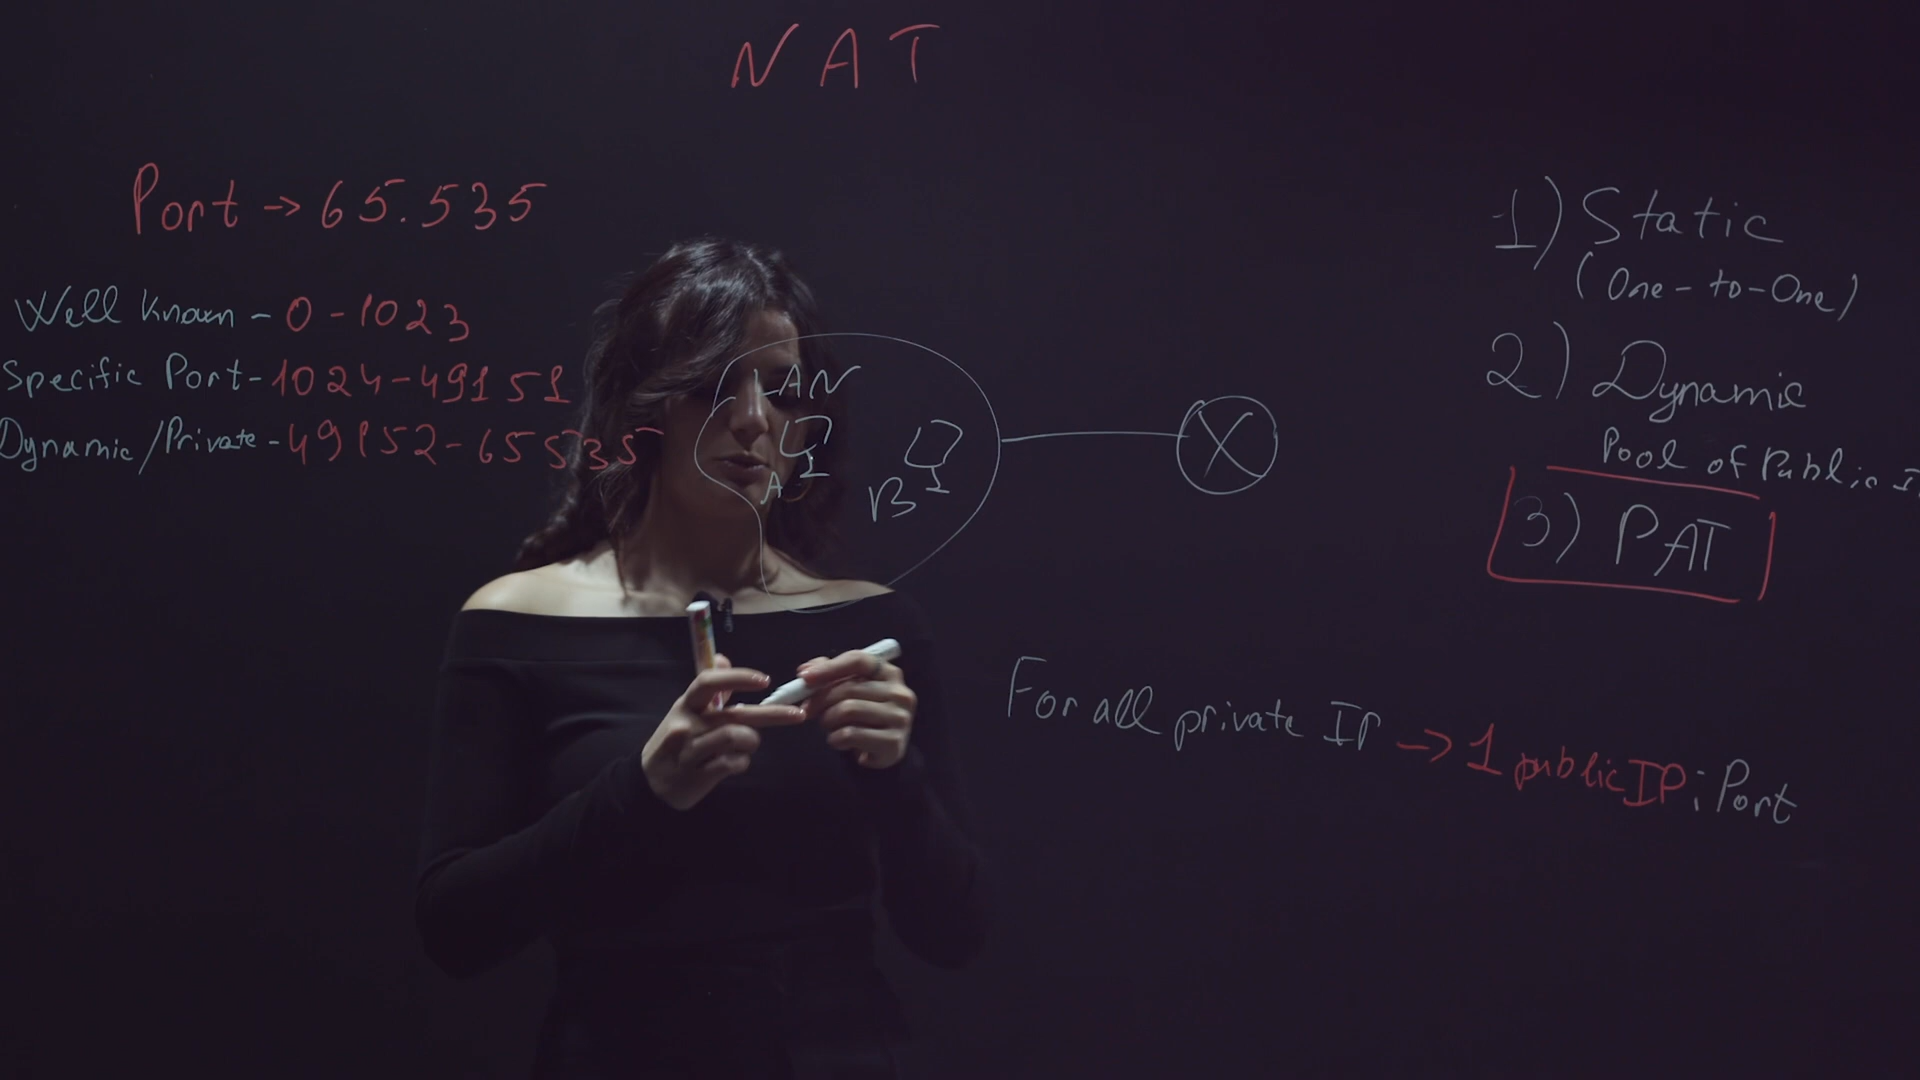 NAT
Port → 65.535
Well known - 0-1023
Specific Port - 1024-49151
Dynamic/Private - 49152-65535
LAN
A
B
X
1) Static
(One-to-One)
2) Dynamic
Pool of Public
3) PAT
For all private IP → 1 public IP : Port